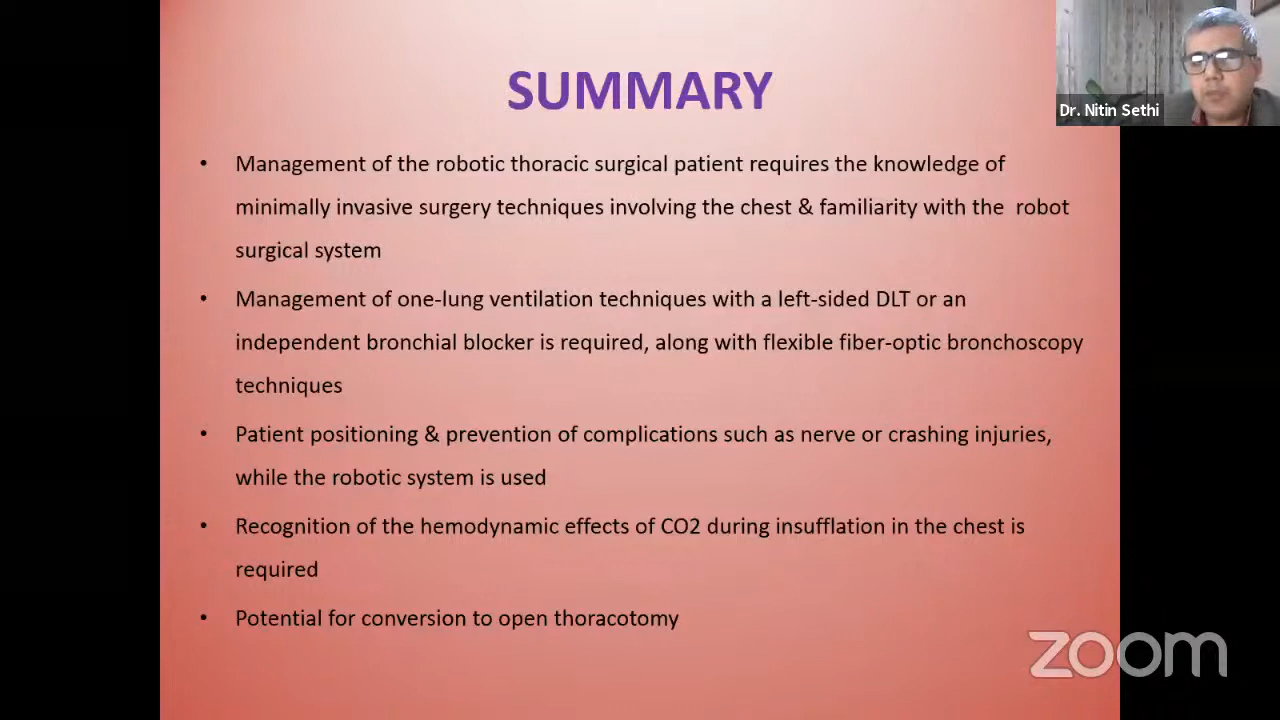 SUMMARY
Dr. Nitin Sethi
• Management of the robotic thoracic surgical patient requires the knowledge of
minimally invasive surgery techniques involving the chest & familiarity with the  robot
surgical system
• Management of one-lung ventilation techniques with a left-sided DLT or an
independent bronchial blocker is required, along with flexible fiber-optic bronchoscopy
techniques
• Patient positioning & prevention of complications such as nerve or crashing injuries,
while the robotic system is used
• Recognition of the hemodynamic effects of CO2 during insufflation in the chest is
required
• Potential for conversion to open thoracotomy
zoom